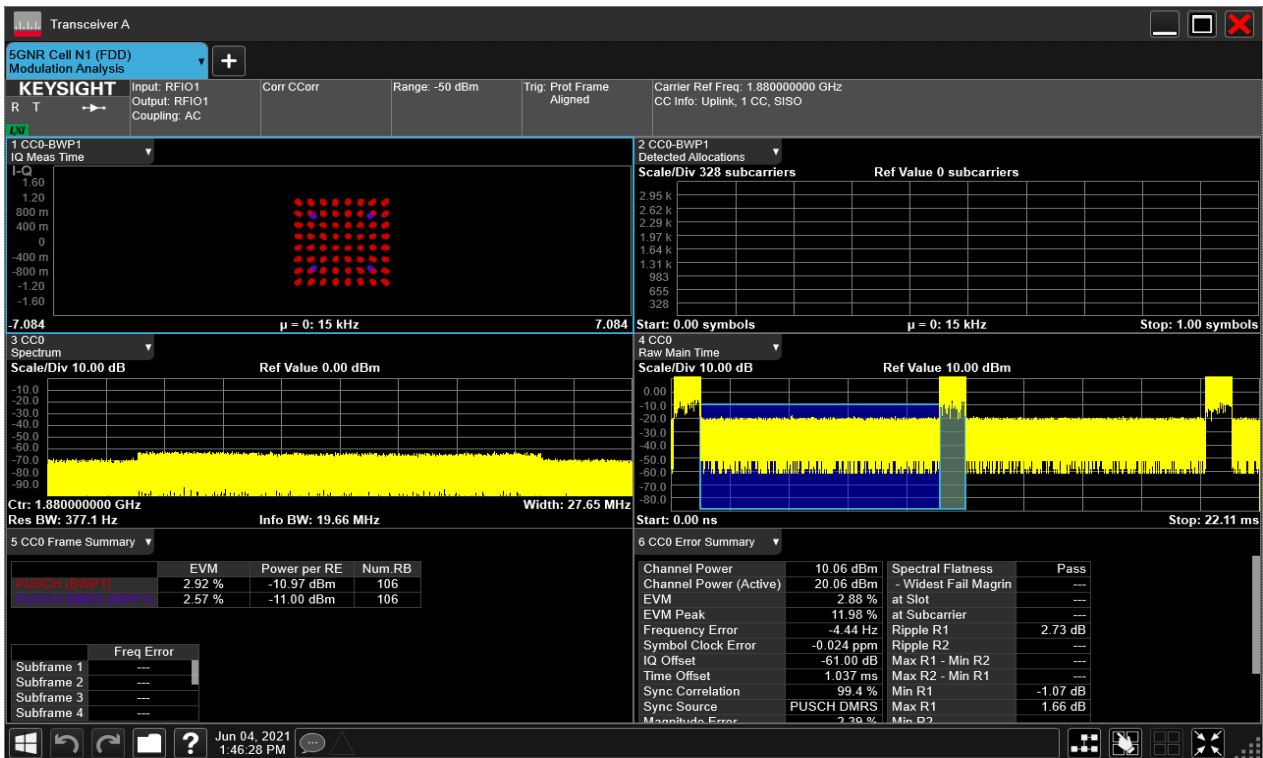 Transceiver A
5GNR Cell N1 (FDD)
Modulation Analysis
+
KEYSIGHT
R T
LXI
Input: RFIO1
Output: RFIO1
Coupling: AC
Corr CCorr
Range: -50 dBm
Trig: Prot Frame
Aligned
Carrier Ref Freq: 1.880000000 GHz
CC Info: Uplink, 1 CC, SISO
1 CC0-BWP1
IQ Meas Time
I-Q
1.60
1.20
800 m
400 m
0
-400 m
-800 m
-1.20
-1.60
-7.084 µ = 0: 15 kHz 7.084
2 CC0-BWP1
Detected Allocations
Scale/Div 328 subcarriers Ref Value 0 subcarriers
2.95 k
2.62 k
2.29 k
1.97 k
1.64 k
1.31 k
983
655
328
Start: 0.00 symbols µ = 0: 15 kHz Stop: 1.00 symbols
3 CC0
Spectrum
Scale/Div 10.00 dB Ref Value 0.00 dBm
-10.0
-20.0
-30.0
-40.0
-50.0
-60.0
-70.0
-80.0
-90.0
Ctr: 1.880000000 GHz Width: 27.65 MHz
Res BW: 377.1 Hz Info BW: 19.66 MHz
4 CC0
Raw Main Time
Scale/Div 10.00 dB Ref Value 10.00 dBm
0.00
-10.0
-20.0
-30.0
-40.0
-50.0
-60.0
-70.0
-80.0
Start: 0.00 ns Stop: 22.11 ms
5 CC0 Frame Summary
EVM Power per RE Num.RB
PUSCH (BWP1) 2.92 % -10.97 dBm 106
PUSCH DMRS (BWP1) 2.57 % -11.00 dBm 106
Freq Error
Subframe 1 ---
Subframe 2 ---
Subframe 3 ---
Subframe 4 ---
6 CC0 Error Summary
Channel Power 10.06 dBm Spectral Flatness Pass
Channel Power (Active) 20.06 dBm - Widest Fail Magrin ---
EVM 2.88 % at Slot ---
EVM Peak 11.98 % at Subcarrier ---
Frequency Error -4.44 Hz Ripple R1 2.73 dB
Symbol Clock Error -0.024 ppm Ripple R2 ---
IQ Offset -61.00 dB Max R1 - Min R2 ---
Time Offset 1.037 ms Max R2 - Min R1 ---
Sync Correlation 99.4 % Min R1 -1.07 dB
Sync Source PUSCH DMRS Max R1 1.66 dB
Magnitude Error 2.39 % Min R2
?
Jun 04, 2021
1:46:28 PM